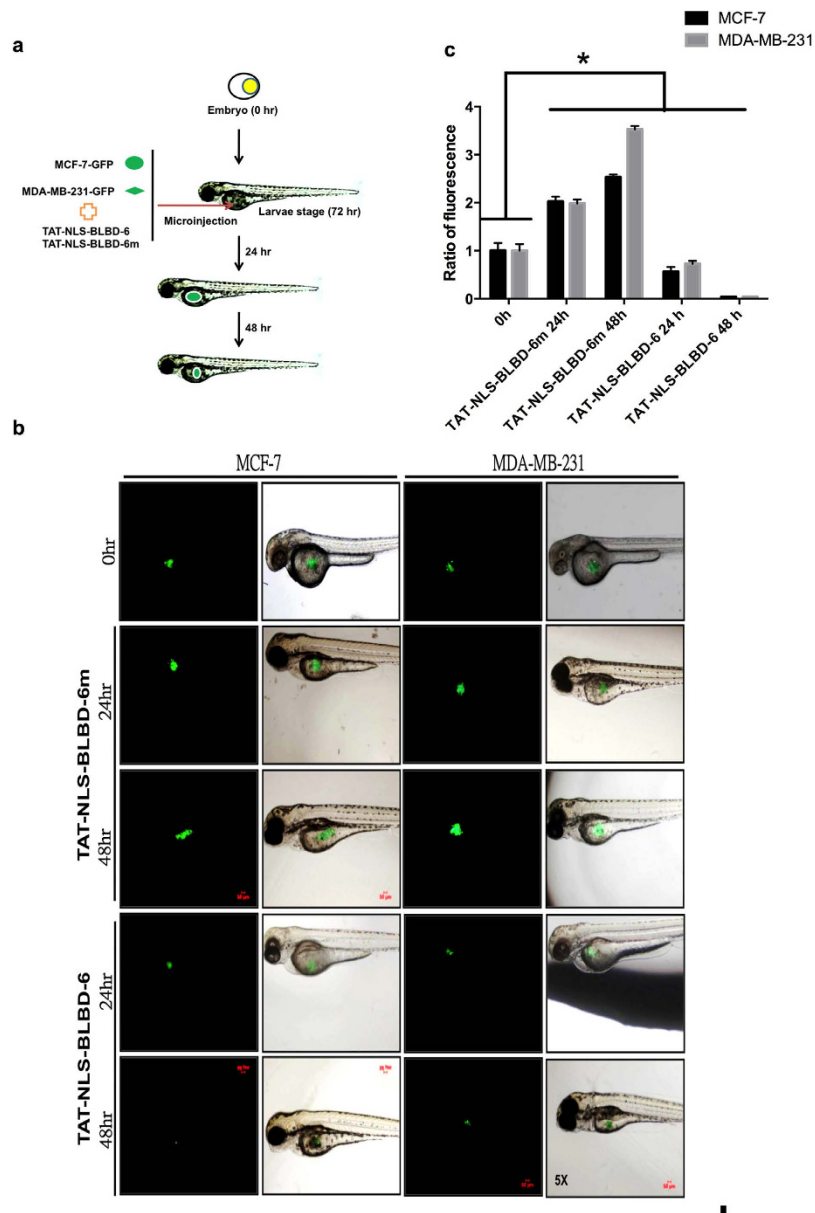 a
Embryo (0 hr)
MCF-7-GFP
MDA-MB-231-GFP
TAT-NLS-BLBD-6
TAT-NLS-BLBD-6m
Microinjection
Larvae stage (72 hr)
24 hr
48 hr
c
MCF-7
MDA-MB-231
*
Ratio of fluorescence
4
3
2
1
0
0h
TAT-NLS-BLBD-6m 24h
TAT-NLS-BLBD-6m 48h
TAT-NLS-BLBD-6 24 h
TAT-NLS-BLBD-6 48 h
b
MCF-7
MDA-MB-231
0hr
TAT-NLS-BLBD-6m
24hr
48hr
TAT-NLS-BLBD-6
24hr
48hr
5X